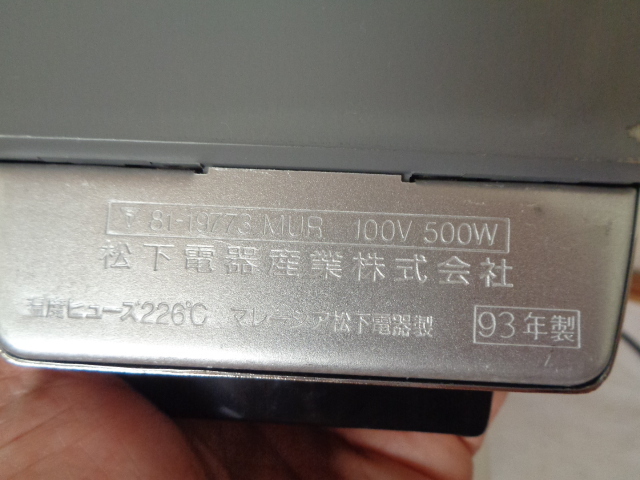 ▽ 81-19773 MUR 100V 500W
松下電器産業株式会社
温度ヒューズ226℃ マレーシア松下電器製 93年製